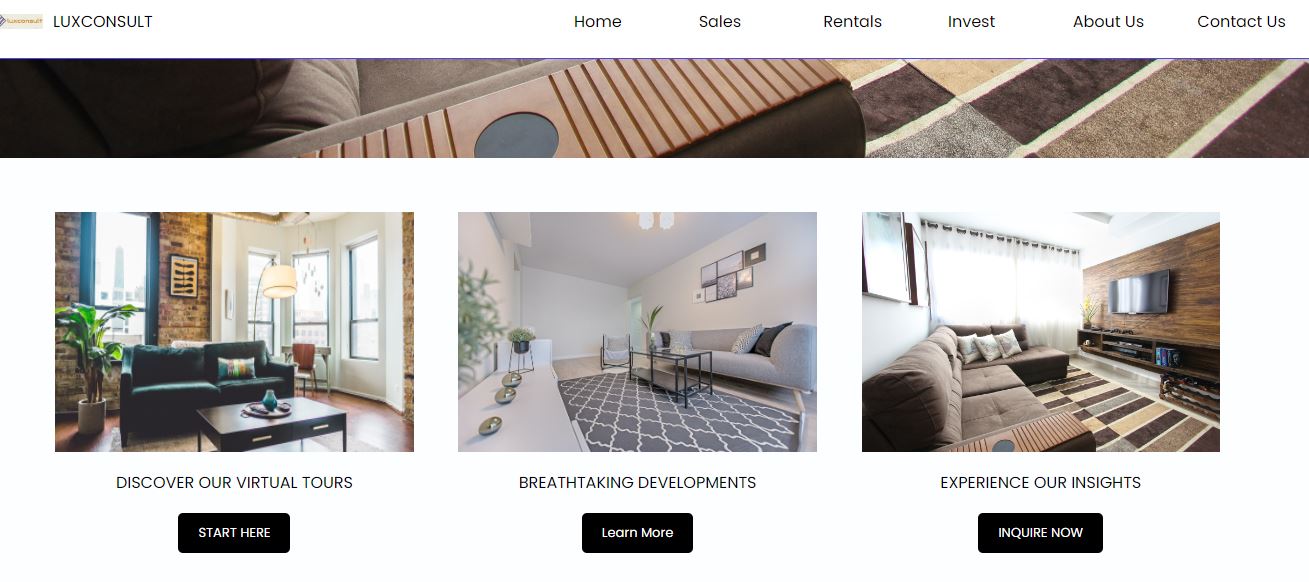 luxconsult LUXCONSULT Home Sales Rentals Invest About Us Contact Us
DISCOVER OUR VIRTUAL TOURS
START HERE
BREATHTAKING DEVELOPMENTS
Learn More
EXPERIENCE OUR INSIGHTS
INQUIRE NOW